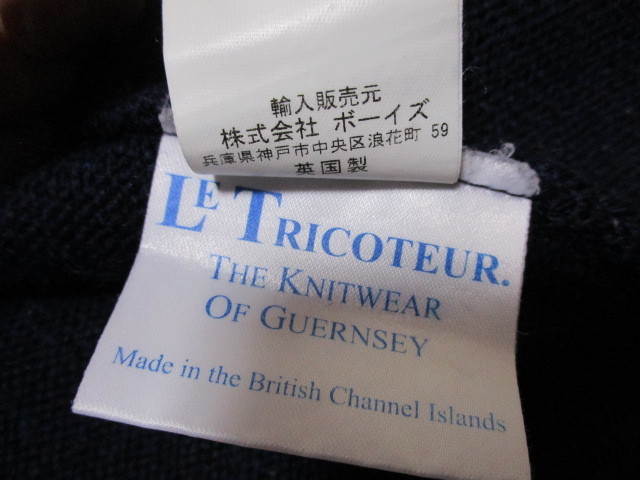 輸入販売元
株式会社 ボーイズ
兵庫県神戸市中央区浪花町 59
英国製
LE TRICOTEUR.
THE KNITWEAR
OF GUERNSEY
Made in the British Channel Islands